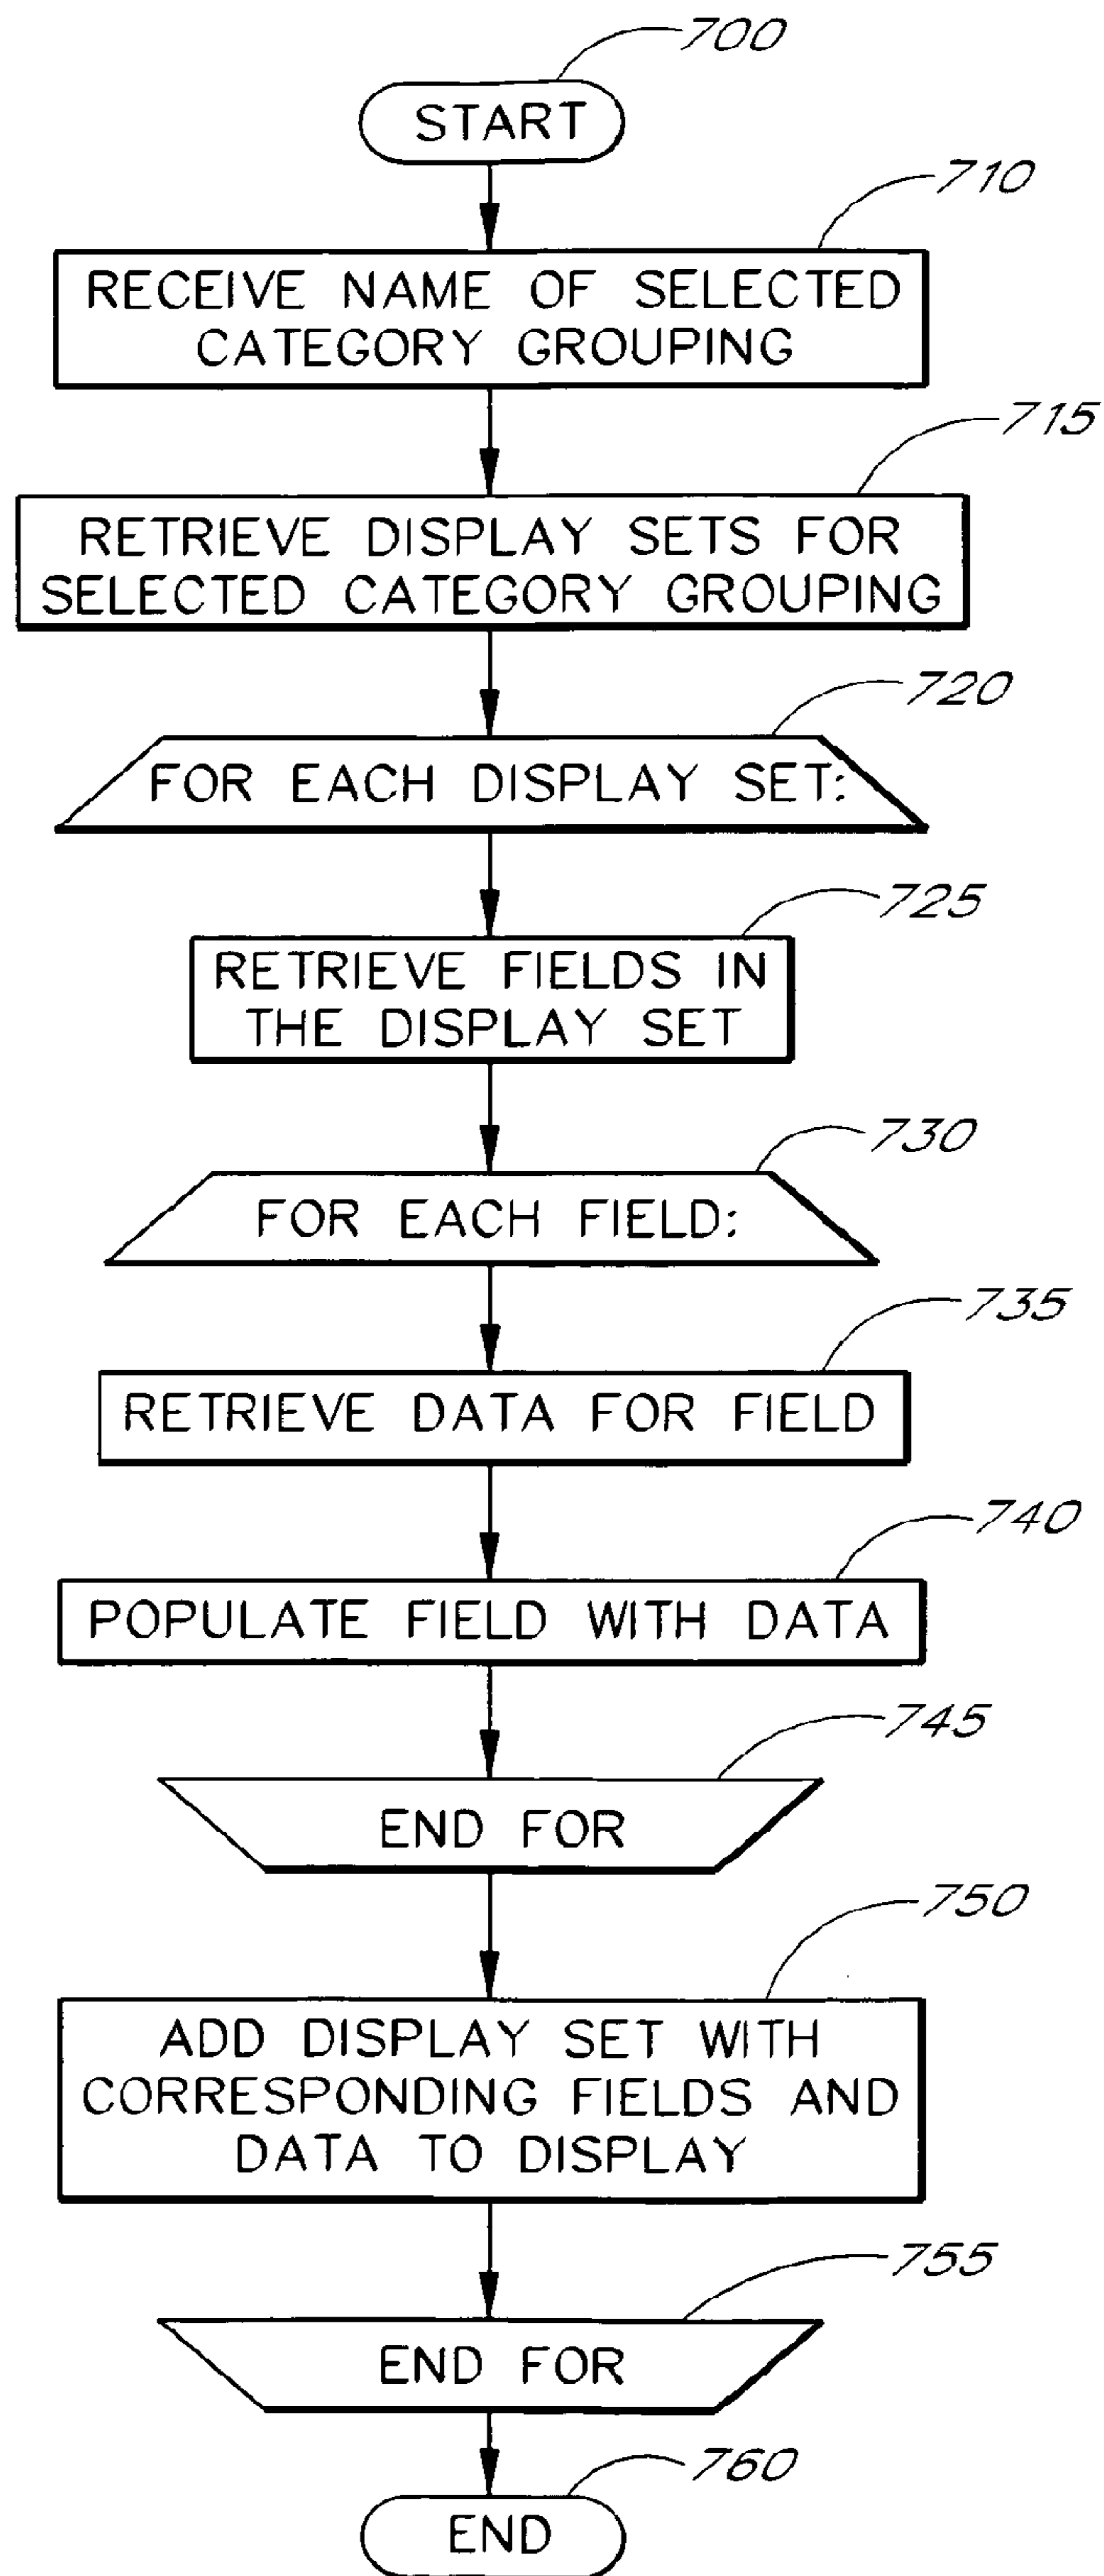 700
START
710
RECEIVE NAME OF SELECTED
CATEGORY GROUPING
715
RETRIEVE DISPLAY SETS FOR
SELECTED CATEGORY GROUPING
720
FOR EACH DISPLAY SET:
725
RETRIEVE FIELDS IN
THE DISPLAY SET
730
FOR EACH FIELD:
735
RETRIEVE DATA FOR FIELD
740
POPULATE FIELD WITH DATA
745
END FOR
750
ADD DISPLAY SET WITH
CORRESPONDING FIELDS AND
DATA TO DISPLAY
755
END FOR
760
END